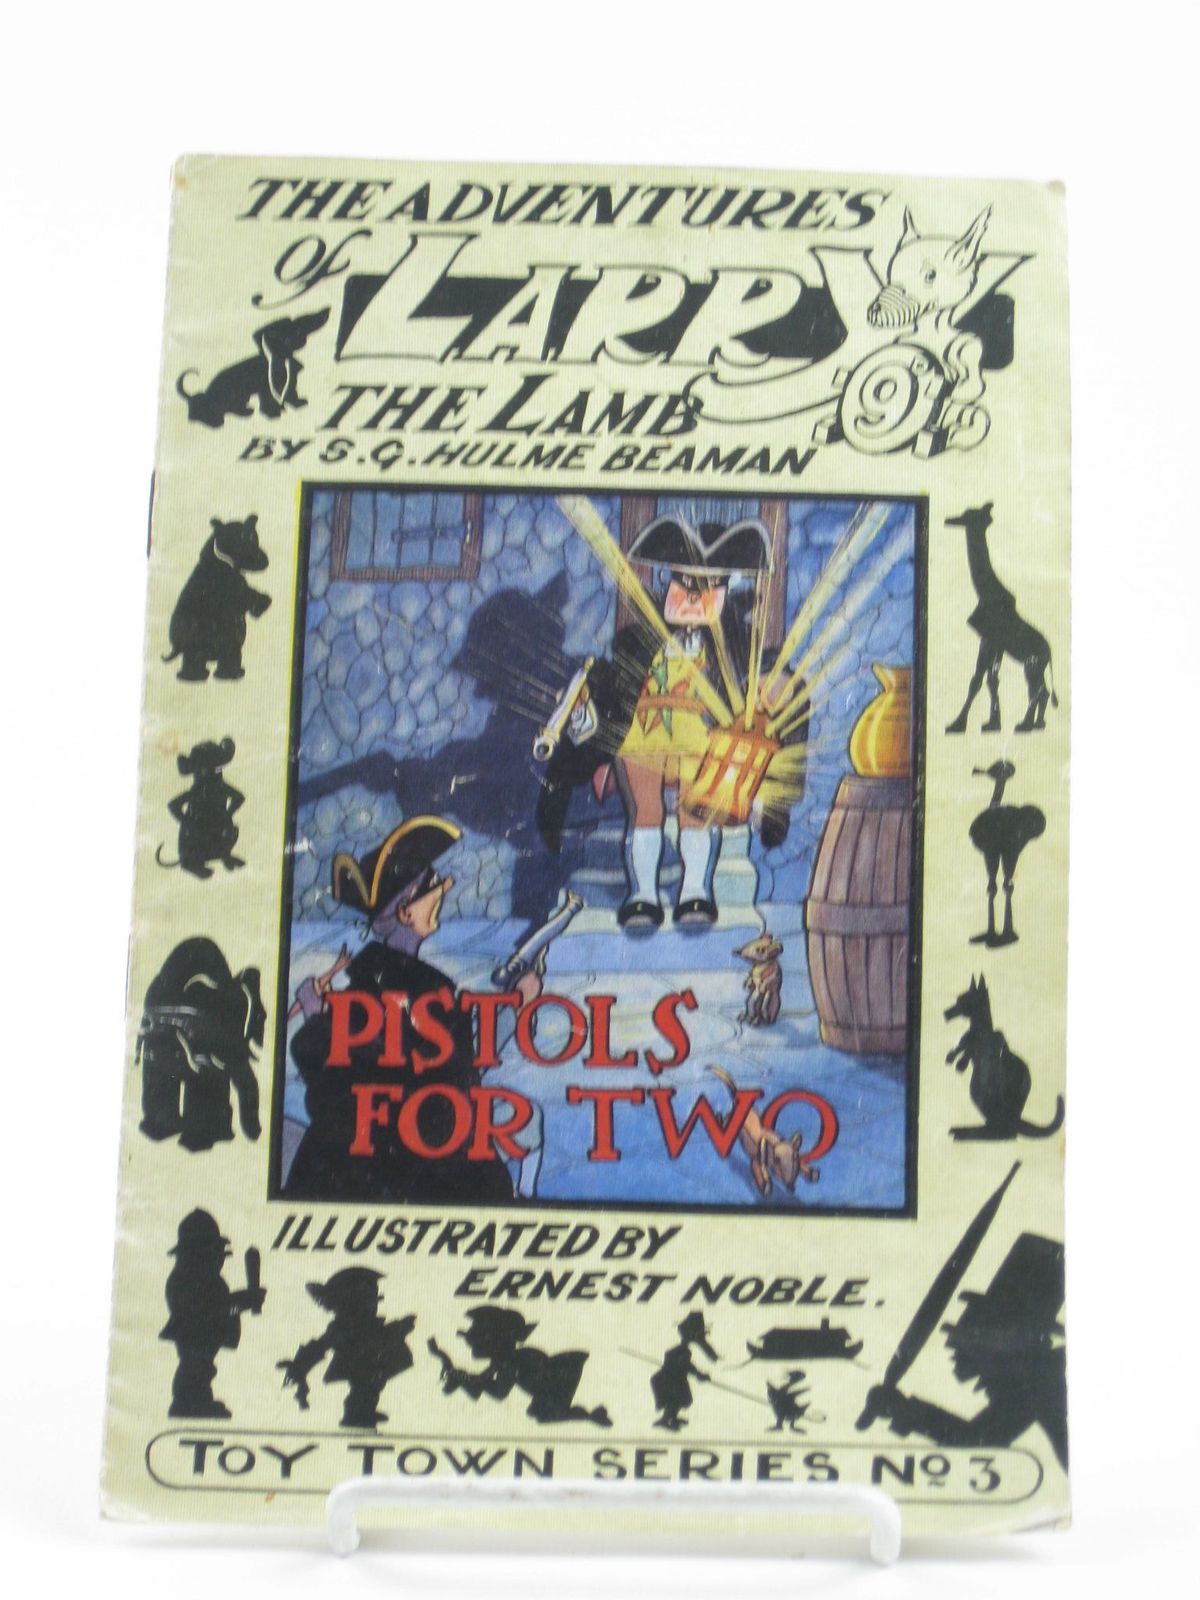 THE ADVENTURES
of LARRY
9
THE LAMB
BY S.G. HULME BEAMAN
PISTOLS
FOR TWO
ILLUSTRATED BY
ERNEST NOBLE.
TOY TOWN SERIES No 3